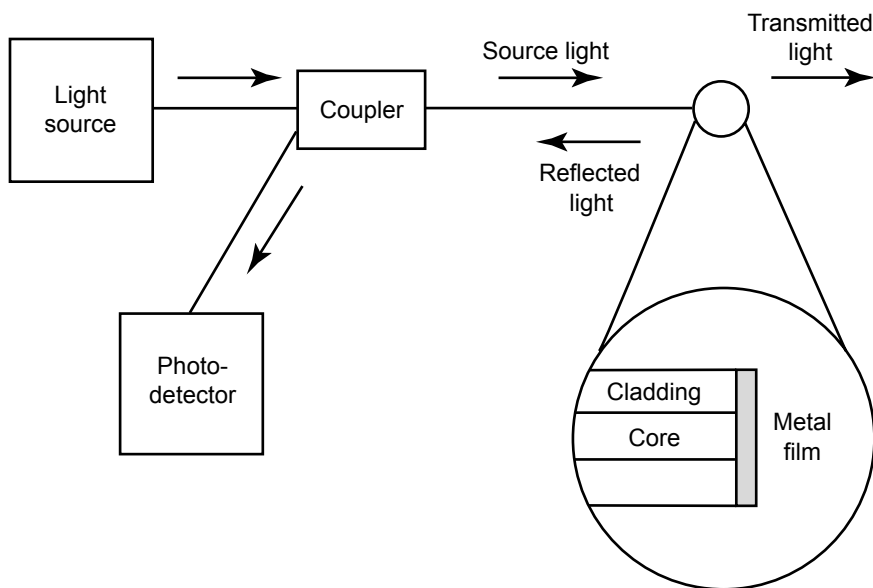 Light
source
Coupler
Source light
Transmitted
light
Reflected
light
Photo-
detector
Cladding
Core
Metal
film